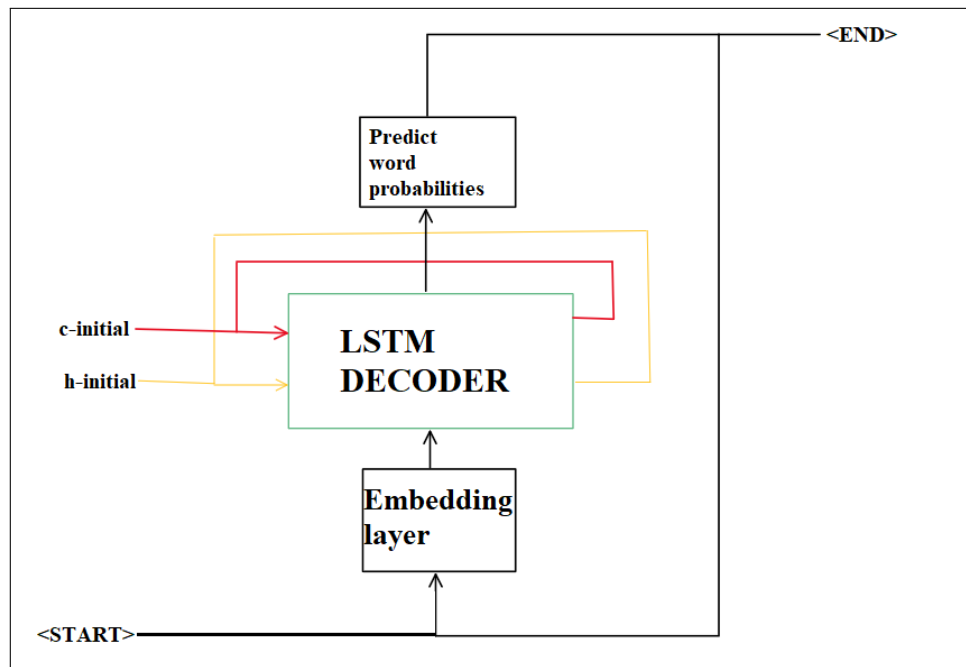 <END>
Predict
word
probabilities
c-initial
h-initial
LSTM
DECODER
Embedding
layer
<START>